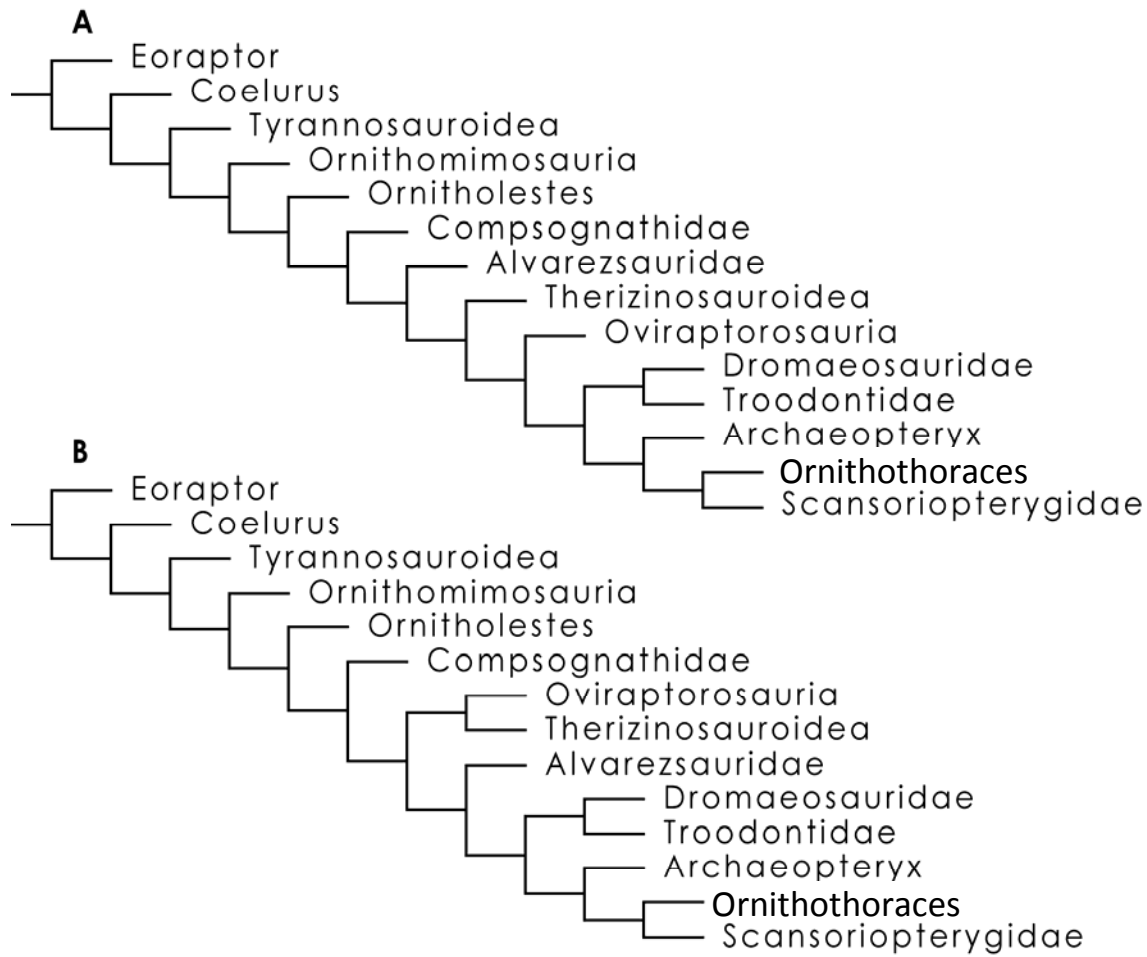 A
Eoraptor
Coelurus
Tyrannosauroidea
Ornithomimosauria
Ornitholestes
Compsognathidae
Alvarezsauridae
Therizinosauroidea
Oviraptorosauria
Dromaeosauridae
Troodontidae
Archaeopteryx
Ornithothoraces
Scansoriopterygidae
B
Eoraptor
Coelurus
Tyrannosauroidea
Ornithomimosauria
Ornitholestes
Compsognathidae
Oviraptorosauria
Therizinosauroidea
Alvarezsauridae
Dromaeosauridae
Troodontidae
Archaeopteryx
Ornithothoraces
Scansoriopterygidae